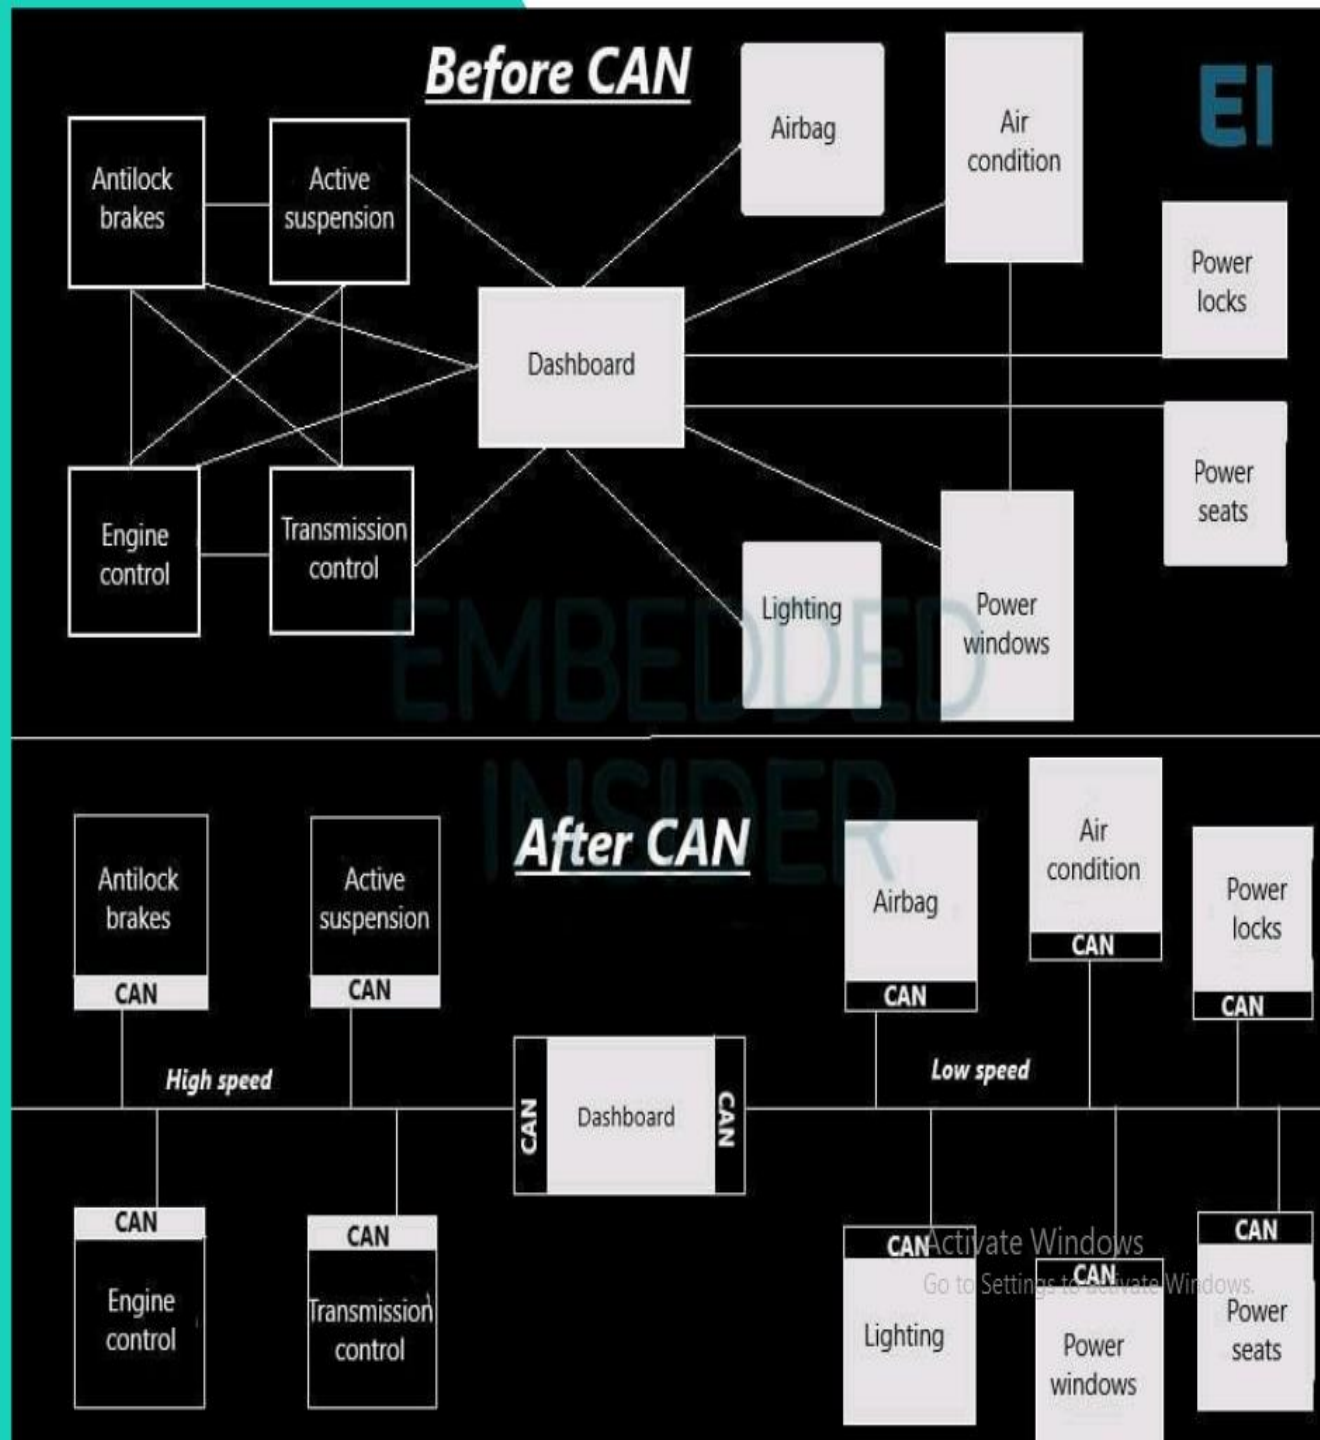 Before CAN
EI
Antilock
brakes
Active
suspension
Airbag
Air
condition
Power
locks
Dashboard
Power
seats
Engine
control
Transmission
control
Lighting
Power
windows
EMBEDDED
INSIDER
After CAN
Antilock
brakes
CAN
Active
suspension
CAN
Airbag
CAN
Air
condition
CAN
Power
locks
CAN
High speed
Low speed
CAN
Dashboard
CAN
CAN
Engine
control
CAN
Transmission
control
CAN
Lighting
CAN
Power
windows
CAN
Power
seats
Activate Windows
Go to Settings to activate Windows.